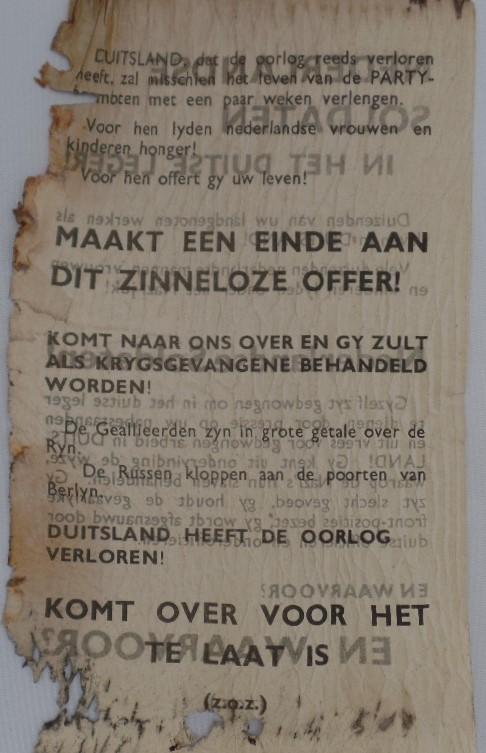 DUITSLAND, dat de oorlog reeds verloren
heeft, zal misschien het leven van de PARTY-
mbten met een paar weken verlengen.
Voor hen lyden nederlandse vrouwen en
kinderen honger!
Voor hen offert gy uw leven!
MAAKT EEN EINDE AAN
DIT ZINNELOZE OFFER!
KOMT NAAR ONS OVER EN GY ZULT
ALS KRYGSGEVANGENE BEHANDELD
WORDEN!
De Geallieerden zyn in grote getale over de
Ryn.
De Russen kloppen aan de poorten van
Berlyn.
DUITSLAND HEEFT DE OORLOG
VERLOREN!
KOMT OVER VOOR HET
TE LAAT IS
(z.o.z.)